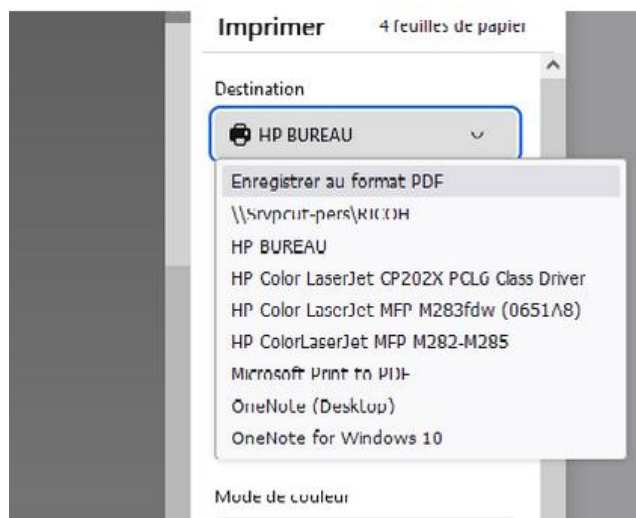 Imprimer
4 feuilles de papier
Destination
HP BUREAU
Enregistrer au format PDF
\\Srvpcut-pers\RICOH
HP BUREAU
HP Color LaserJet CP202X PCL6 Class Driver
HP Color LaserJet MFP M283fdw (0651A8)
HP ColorLaserJet MFP M282-M285
Microsoft Print to PDF
OneNote (Desktop)
OneNote for Windows 10
Mode de couleur